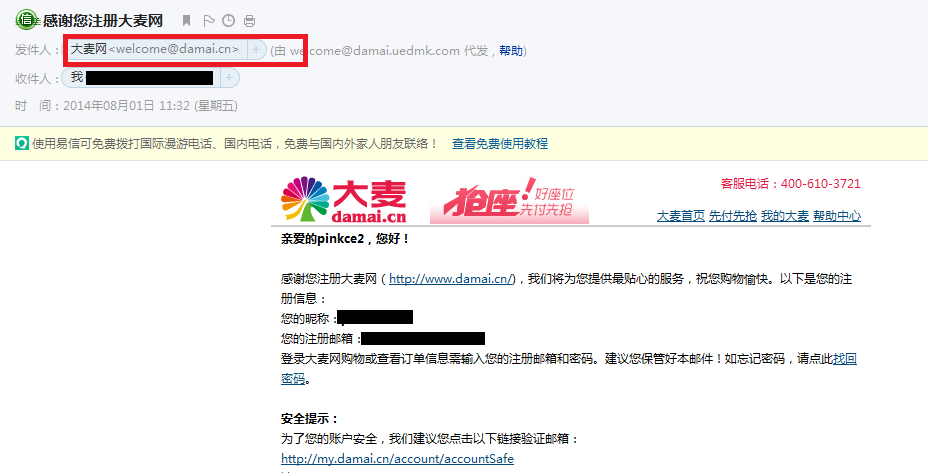 感谢您注册大麦网
发件人：大麦网<welcome@damai.cn> + (由 welcome@damai.uedmk.com 代发，帮助)
收件人：我 +
时 间：2014年08月01日 11:32 (星期五)
使用易信可免费拨打国际漫游电话、国内电话，免费与国内外家人朋友联络！ 查看免费使用教程
大麦
damai.cn
抢座！好座位
先付先抢
客服电话：400-610-3721
大麦首页 先付先抢 我的大麦 帮助中心
亲爱的pinkce2，您好！
感谢您注册大麦网（http://www.damai.cn/)，我们将为您提供最贴心的服务，祝您购物愉快。以下是您的注
册信息：
您的昵称：
您的注册邮箱：
登录大麦网购物或查看订单信息需输入您的注册邮箱和密码。建议您保管好本邮件！如忘记密码，请点此找回
密码。
安全提示：
为了您的账户安全，我们建议您点击以下链接验证邮箱：
http://my.damai.cn/account/accountSafe